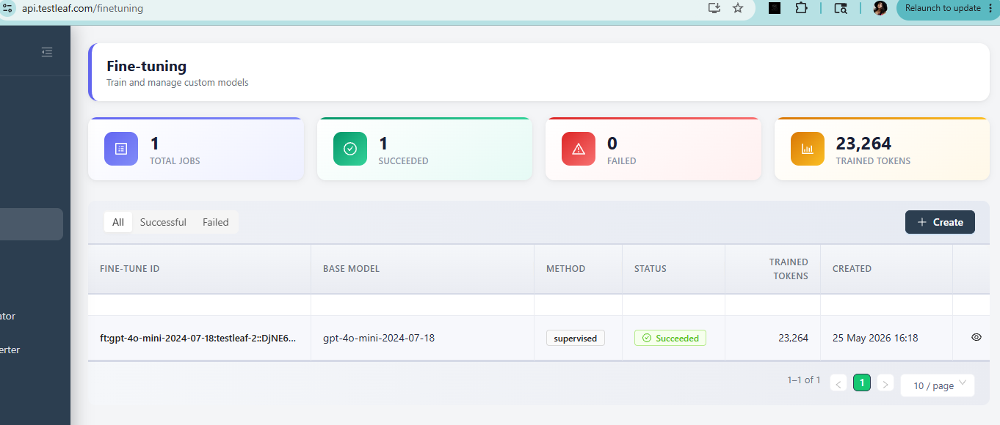 api.testleaf.com/finetuning
Relaunch to update
Fine-tuning
Train and manage custom models
1
TOTAL JOBS
1
SUCCEEDED
0
FAILED
23,264
TRAINED TOKENS
All Successful Failed
Create
FINE-TUNE ID BASE MODEL METHOD STATUS TRAINED TOKENS CREATED
ft:gpt-4o-mini-2024-07-18:testleaf-2::DjNE6... gpt-4o-mini-2024-07-18 supervised Succeeded 23,264 25 May 2026 16:18
ator
erter
1–1 of 1 < 1 > 10 / page